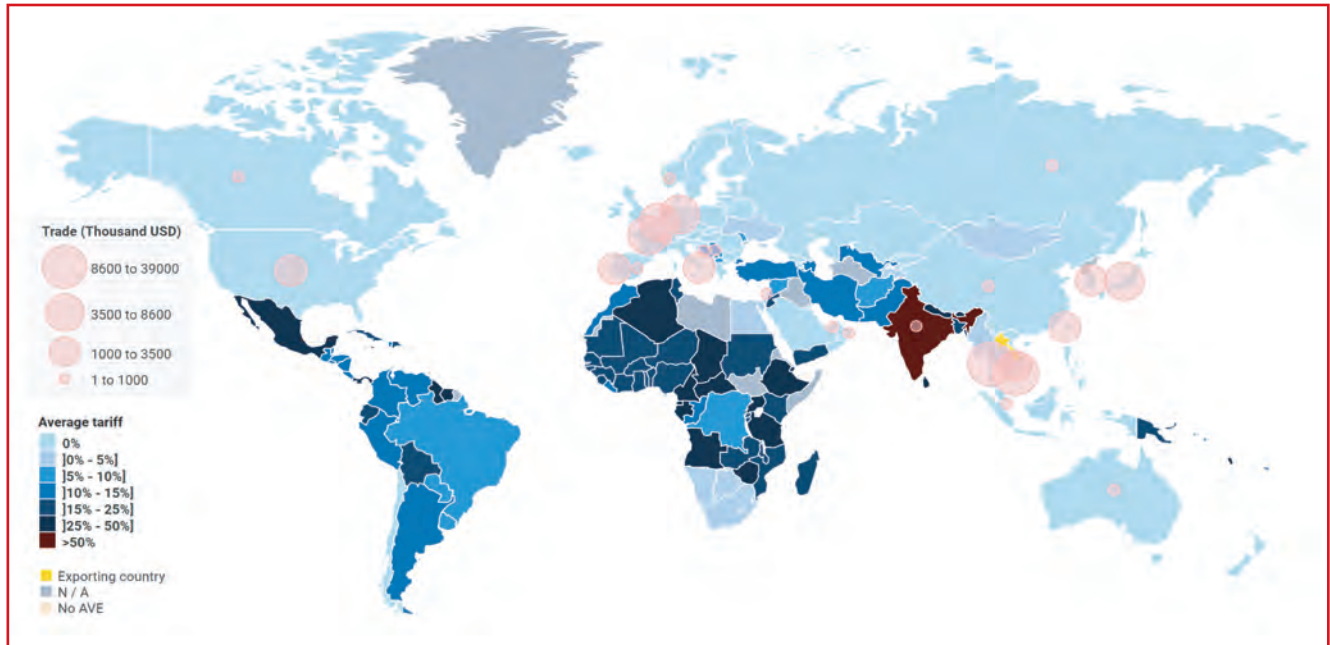 Trade (Thousand USD)
8600 to 39000
3500 to 8600
1000 to 3500
1 to 1000
Average tariff
0%
]0% - 5%]
]5% - 10%]
]10% - 15%]
]15% - 25%]
]25% - 50%]
>50%
Exporting country
N / A
No AVE